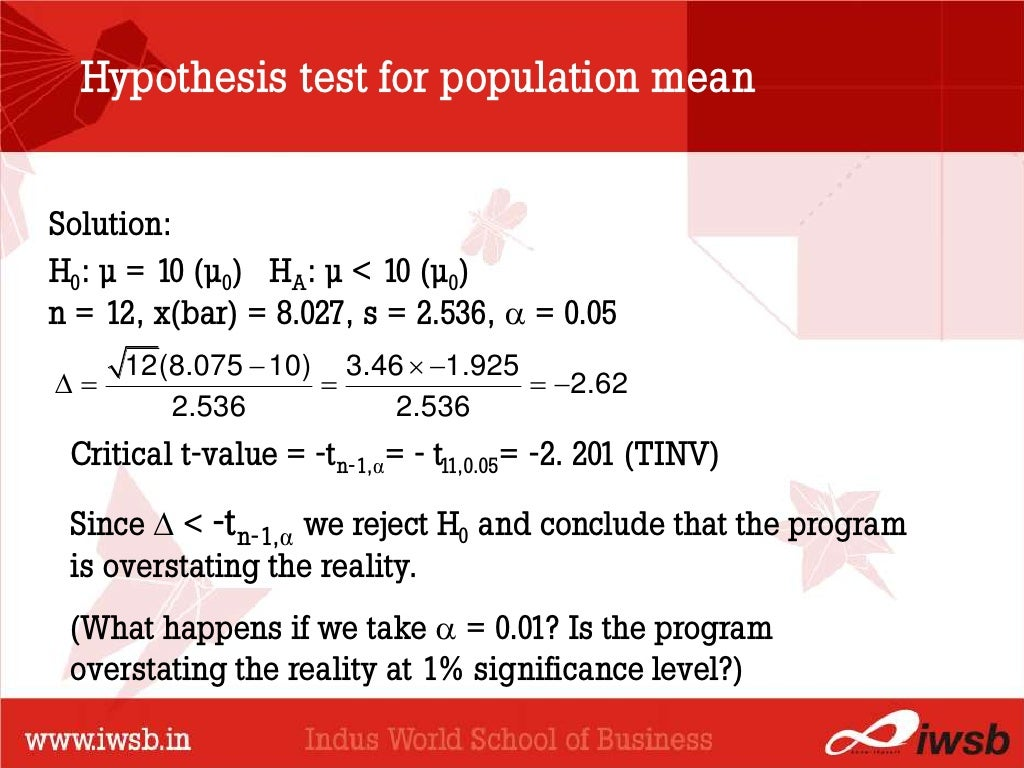 Hypothesis test for population mean
Solution:
H₀: μ = 10 (μ₀) H_A: μ < 10 (μ₀)
n = 12, x(bar) = 8.027, s = 2.536, α = 0.05
Δ = √12(8.075 − 10) / 2.536 = 3.46 × −1.925 / 2.536 = −2.62
Critical t-value = -t_n-1,α= - t_11,0.05= -2. 201 (TINV)
Since Δ < -t_n-1,α we reject H₀ and conclude that the program
is overstating the reality.
(What happens if we take α = 0.01? Is the program
overstating the reality at 1% significance level?)
www.iwsb.in Indus World School of Business iwsb